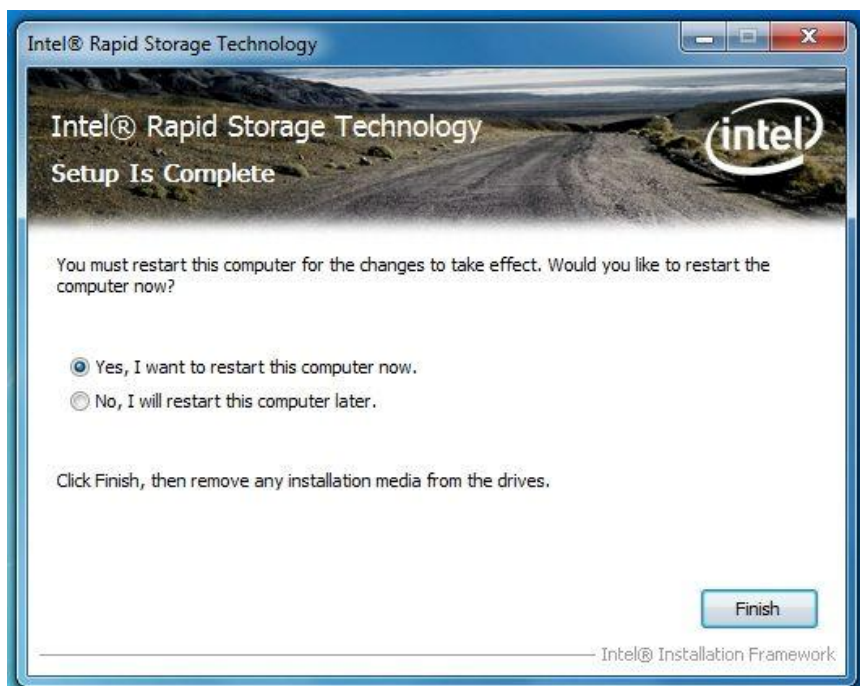 Intel® Rapid Storage Technology
Intel® Rapid Storage Technology
intel
Setup Is Complete
You must restart this computer for the changes to take effect. Would you like to restart the
computer now?
Yes, I want to restart this computer now.
No, I will restart this computer later.
Click Finish, then remove any installation media from the drives.
Finish
Intel® Installation Framework